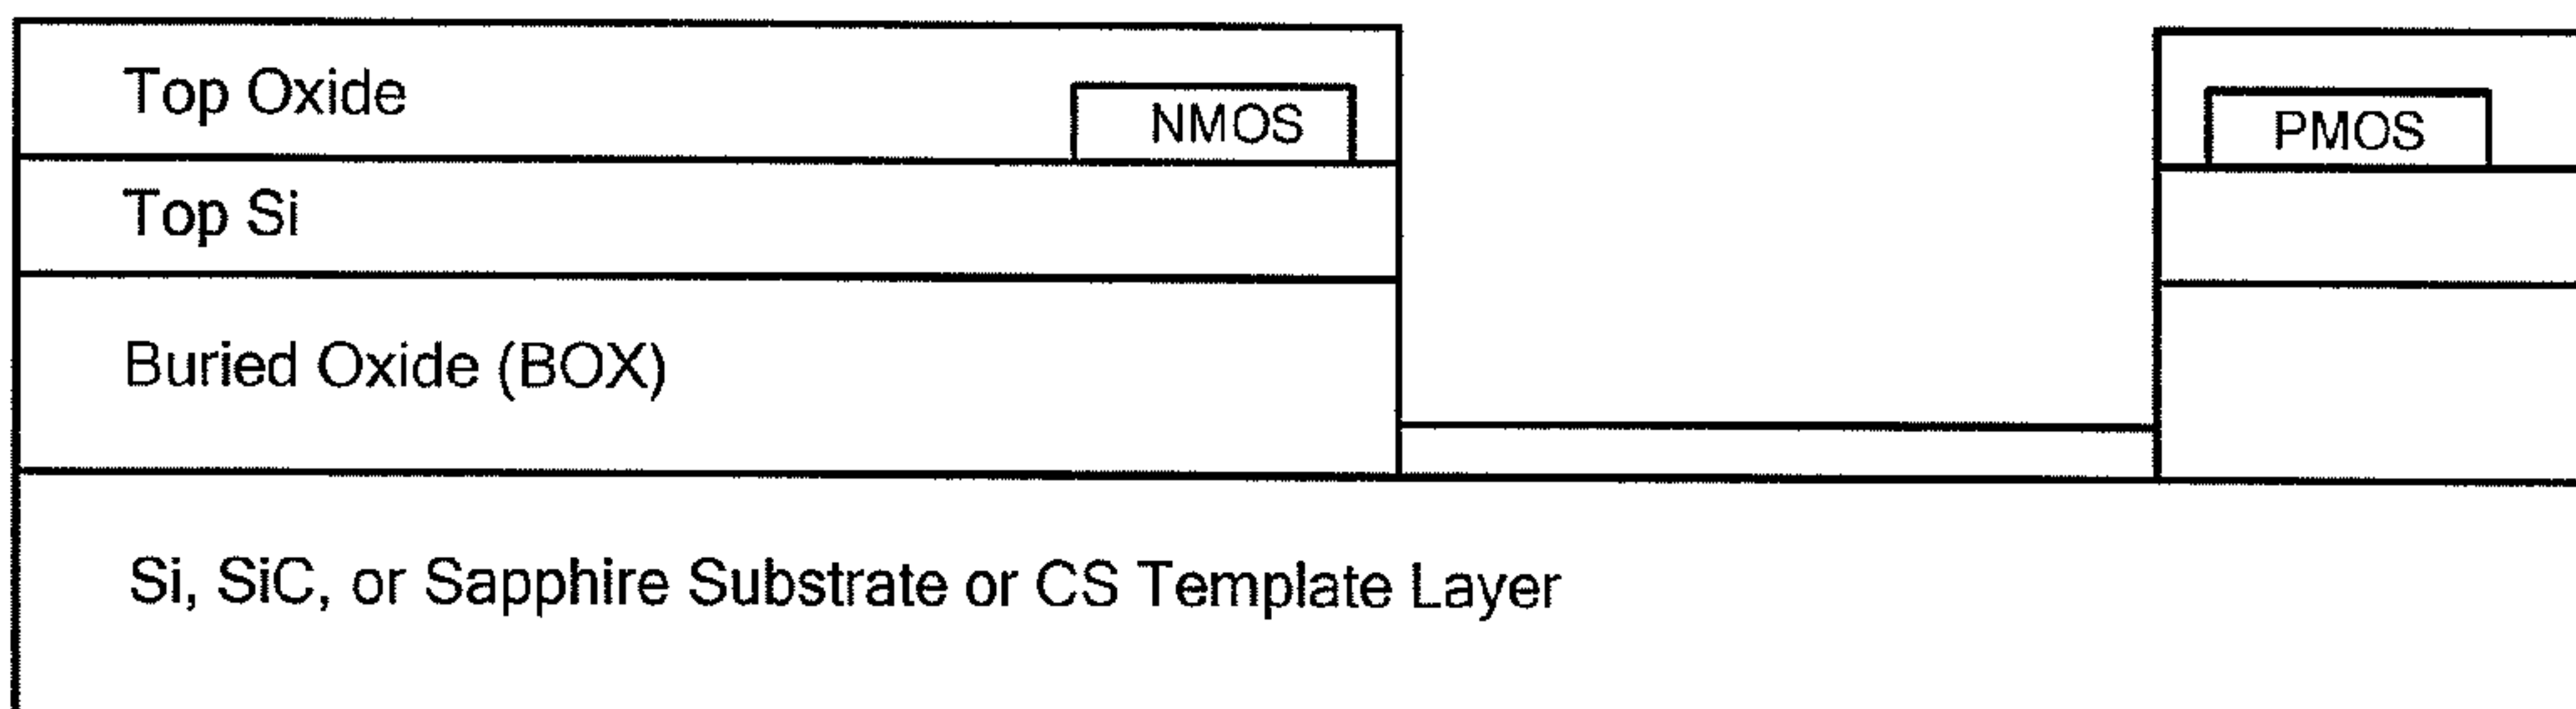 Top Oxide
NMOS
PMOS
Top Si
Buried Oxide (BOX)
Si, SiC, or Sapphire Substrate or CS Template Layer